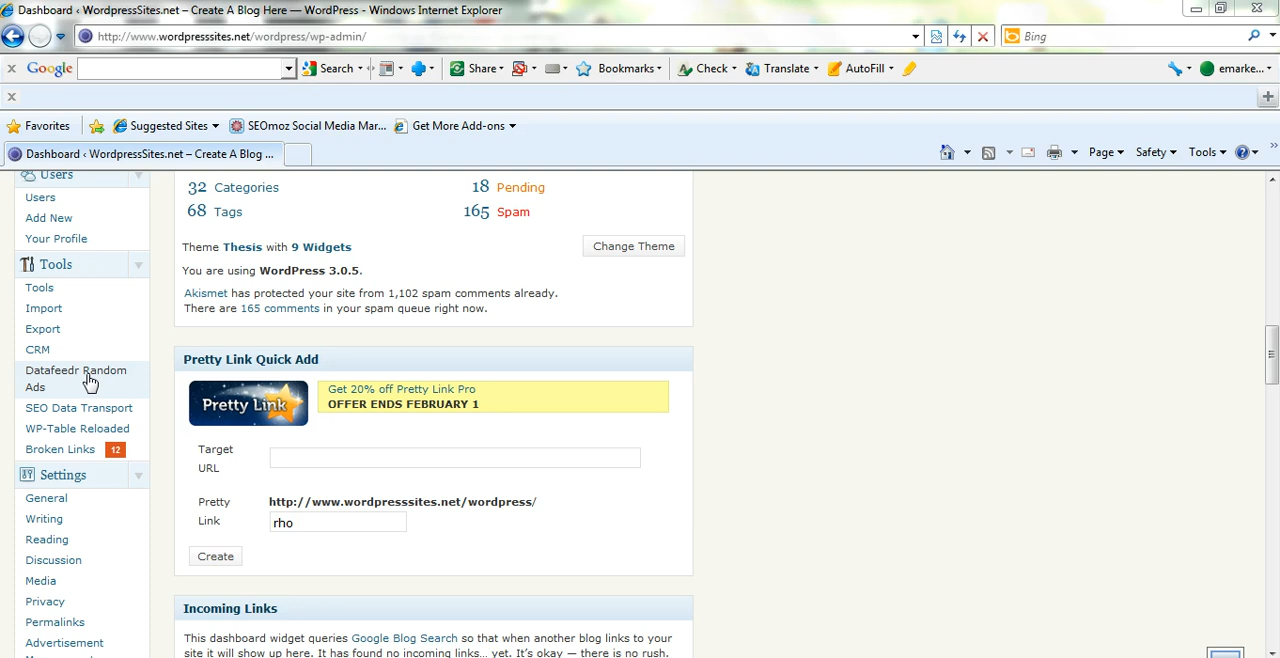 Dashboard ‹ WordpressSites.net – Create A Blog Here — WordPress - Windows Internet Explorer
http://www.wordpresssites.net/wordpress/wp-admin/
Bing
x Google Search Share Bookmarks Check Translate AutoFill emarke...
x
Favorites Suggested Sites SEOmoz Social Media Mar... Get More Add-ons
Dashboard ‹ WordpressSites.net – Create A Blog ...
Page Safety Tools
Users
Users
Add New
Your Profile
Tools
Tools
Import
Export
CRM
Datafeedr Random
Ads
SEO Data Transport
WP-Table Reloaded
Broken Links 12
Settings
General
Writing
Reading
Discussion
Media
Privacy
Permalinks
Advertisement
32 Categories 18 Pending
68 Tags 165 Spam
Theme Thesis with 9 Widgets Change Theme
You are using WordPress 3.0.5.
Akismet has protected your site from 1,102 spam comments already.
There are 165 comments in your spam queue right now.
Pretty Link Quick Add
Pretty Link
Get 20% off Pretty Link Pro
OFFER ENDS FEBRUARY 1
Target
URL
Pretty http://www.wordpresssites.net/wordpress/
Link rho
Create
Incoming Links
This dashboard widget queries Google Blog Search so that when another blog links to your
site it will show up here. It has found no incoming links... yet. It's okay — there is no rush.